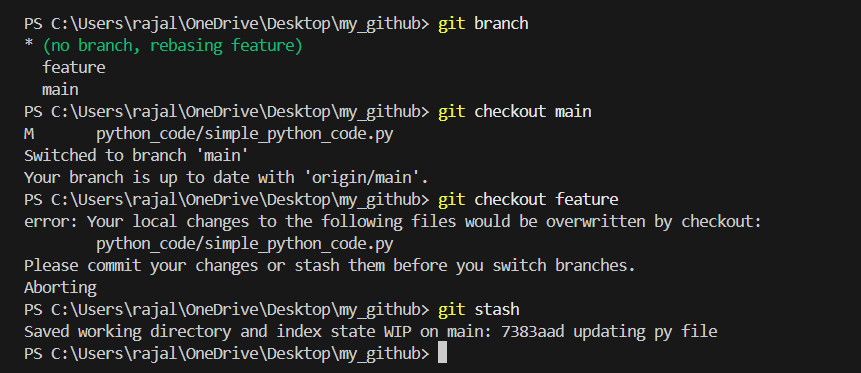 PS C:\Users\rajal\OneDrive\Desktop\my_github> git branch
* (no branch, rebasing feature)
  feature
  main
PS C:\Users\rajal\OneDrive\Desktop\my_github> git checkout main
M       python_code/simple_python_code.py
Switched to branch 'main'
Your branch is up to date with 'origin/main'.
PS C:\Users\rajal\OneDrive\Desktop\my_github> git checkout feature
error: Your local changes to the following files would be overwritten by checkout:
        python_code/simple_python_code.py
Please commit your changes or stash them before you switch branches.
Aborting
PS C:\Users\rajal\OneDrive\Desktop\my_github> git stash
Saved working directory and index state WIP on main: 7383aad updating py file
PS C:\Users\rajal\OneDrive\Desktop\my_github>